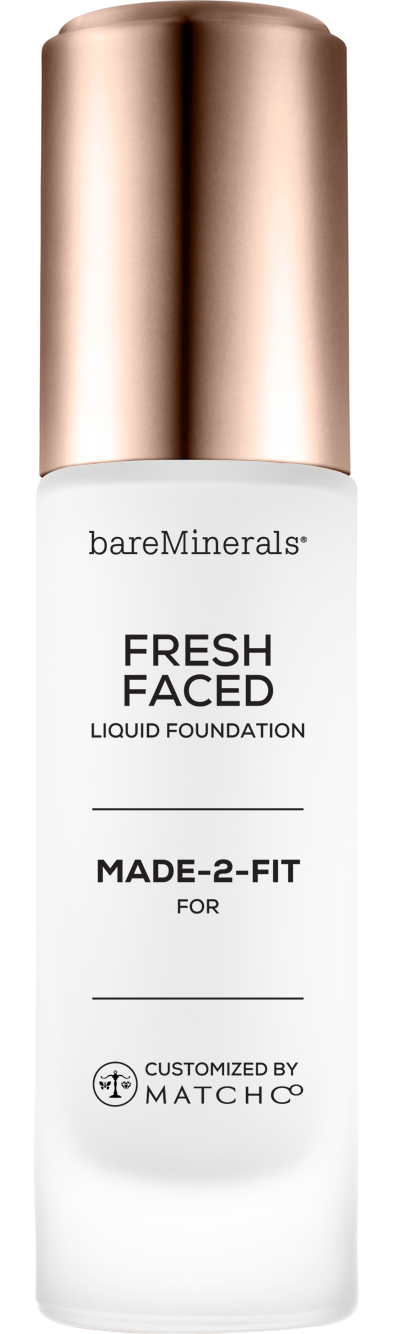 bareMinerals®
FRESH
FACED
LIQUID FOUNDATION
MADE-2-FIT
FOR
CUSTOMIZED BY
MATCHCO